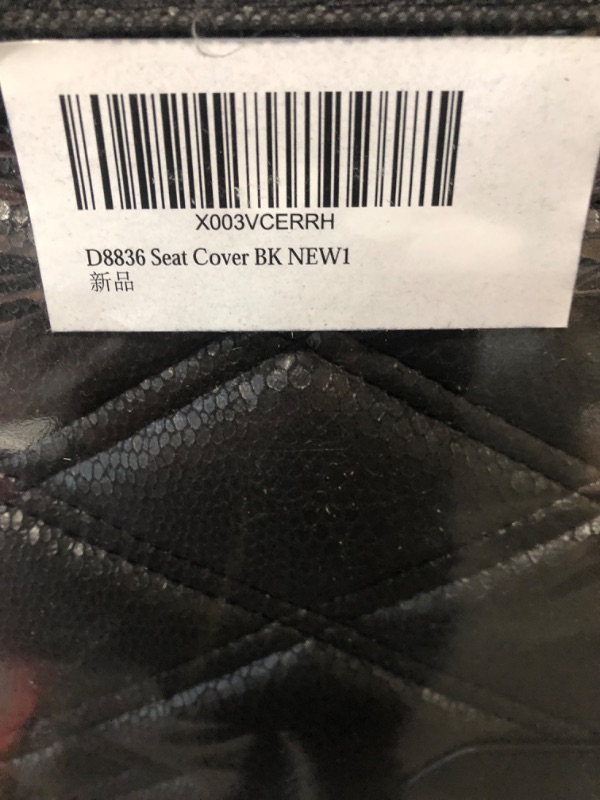 X003VCERRH
D8836 Seat Cover BK NEW1
新品